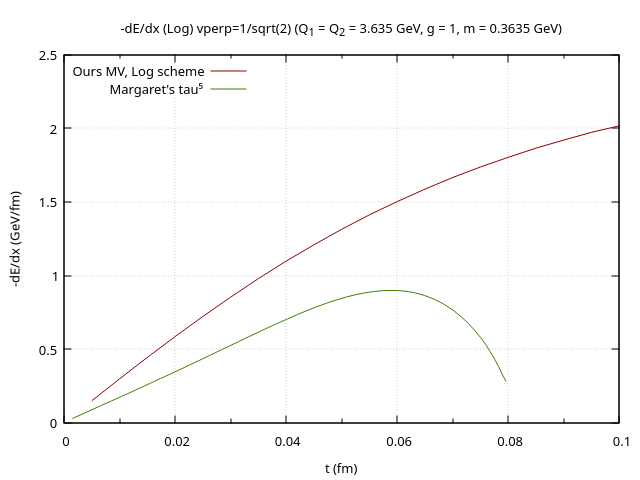 -dE/dx (Log) vperp=1/sqrt(2) (Q₁ = Q₂ = 3.635 GeV, g = 1, m = 0.3635 GeV)
Ours MV, Log scheme
Margaret's tau⁵
2.5
2
1.5
1
0.5
0
-dE/dx (GeV/fm)
0 0.02 0.04 0.06 0.08 0.1
t (fm)